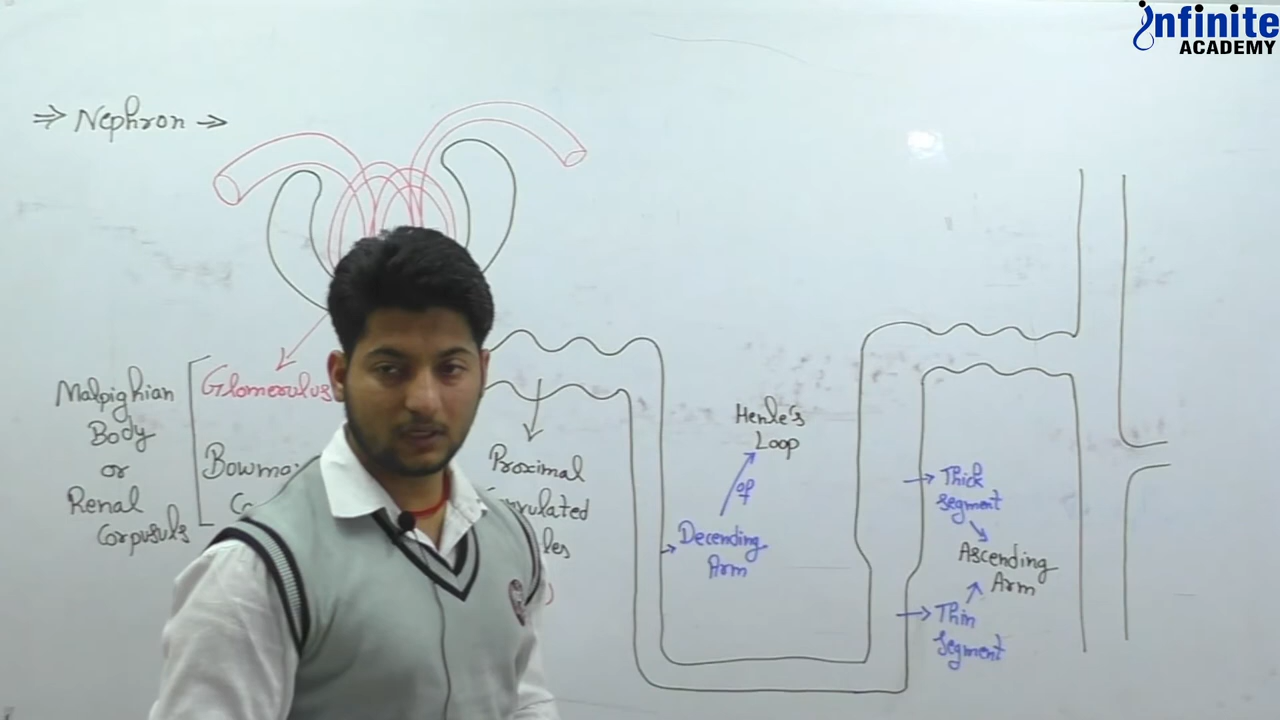 infinite
ACADEMY
⇒ Nephron →
Malpighian
Body
or
Renal
Corpusuls
Glomerulus
Proximal
Henle's
Loop
of
Decending
Arm
Thick
segment
Ascending
Arm
Thin
segment